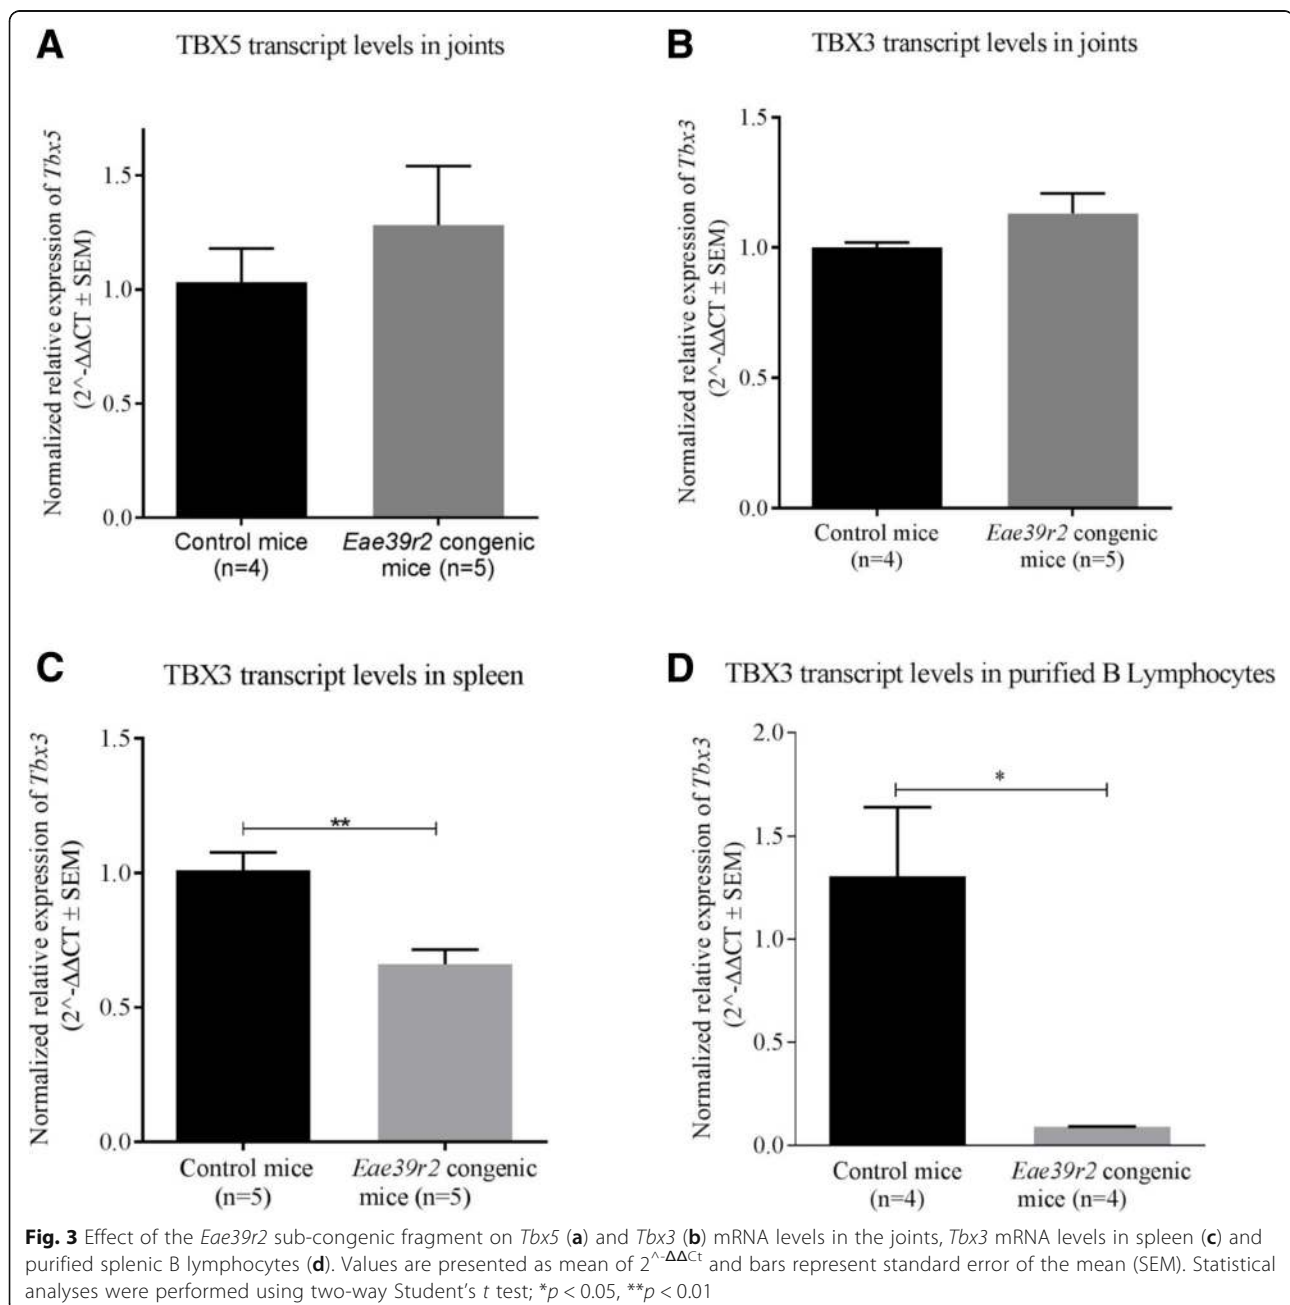 A
TBX5 transcript levels in joints
Normalized relative expression of Tbx5
(2^-ΔΔCT ± SEM)
1.5
1.0
0.5
0.0
Control mice
(n=4)
Eae39r2 congenic
mice (n=5)
B
TBX3 transcript levels in joints
Normalized relative expression of Tbx3
(2^-ΔΔCT ± SEM)
1.5
1.0
0.5
0.0
Control mice
(n=4)
Eae39r2 congenic
mice (n=5)
C
TBX3 transcript levels in spleen
Normalized relative expression of Tbx3
(2^-ΔΔCT ± SEM)
1.5
1.0
0.5
0.0
**
Control mice
(n=5)
Eae39r2 congenic
mice (n=5)
D
TBX3 transcript levels in purified B Lymphocytes
Normalized relative expression of Tbx3
(2^-ΔΔCT ± SEM)
2.0
1.5
1.0
0.5
0.0
*
Control mice
(n=4)
Eae39r2 congenic
mice (n=4)
Fig. 3 Effect of the Eae39r2 sub-congenic fragment on Tbx5 (a) and Tbx3 (b) mRNA levels in the joints, Tbx3 mRNA levels in spleen (c) and
purified splenic B lymphocytes (d). Values are presented as mean of 2^-ΔΔCt and bars represent standard error of the mean (SEM). Statistical
analyses were performed using two-way Student's t test; *p < 0.05, **p < 0.01